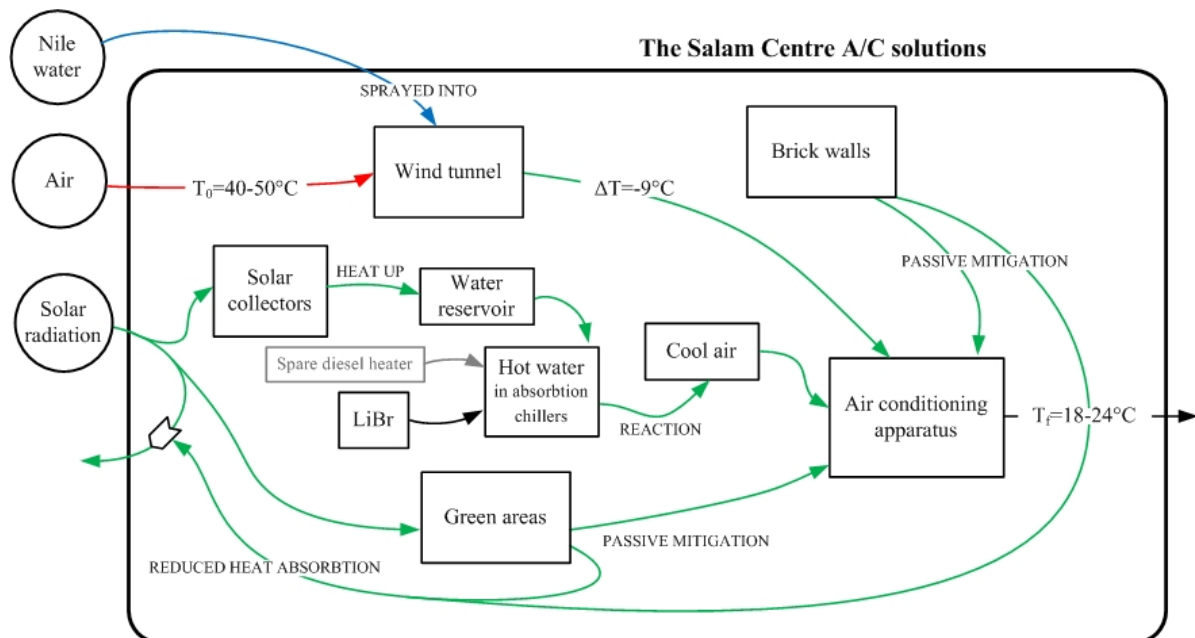 The Salam Centre A/C solutions
Nile
water
SPRAYED INTO
Air
T₀=40-50°C
Wind tunnel
ΔT=-9°C
Brick walls
PASSIVE MITIGATION
Solar
radiation
Solar
collectors
HEAT UP
Water
reservoir
Spare diesel heater
LiBr
Hot water
in absorbtion
chillers
REACTION
Cool air
Air conditioning
apparatus
T_f=18-24°C
Green areas
PASSIVE MITIGATION
REDUCED HEAT ABSORBTION